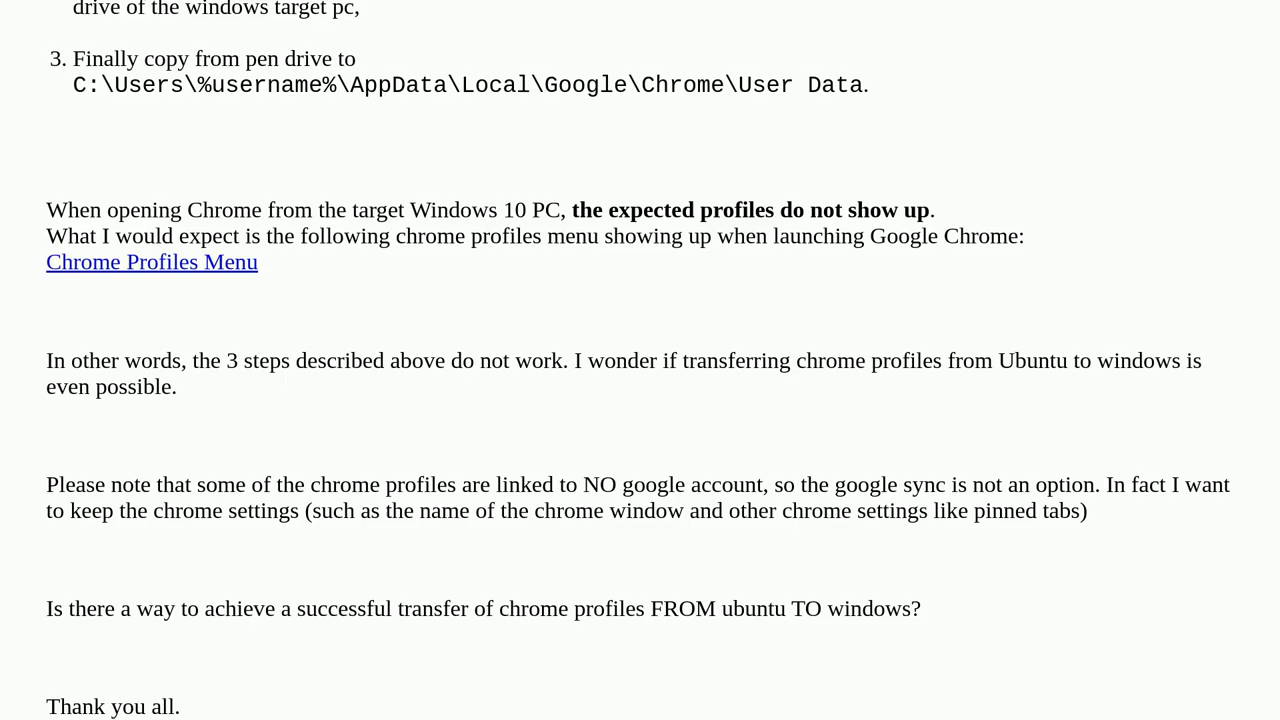 drive of the windows target pc,
3. Finally copy from pen drive to
C:\Users\%username%\AppData\Local\Google\Chrome\User Data.
When opening Chrome from the target Windows 10 PC, the expected profiles do not show up.
What I would expect is the following chrome profiles menu showing up when launching Google Chrome:
Chrome Profiles Menu
In other words, the 3 steps described above do not work. I wonder if transferring chrome profiles from Ubuntu to windows is
even possible.
Please note that some of the chrome profiles are linked to NO google account, so the google sync is not an option. In fact I want
to keep the chrome settings (such as the name of the chrome window and other chrome settings like pinned tabs)
Is there a way to achieve a successful transfer of chrome profiles FROM ubuntu TO windows?
Thank you all.